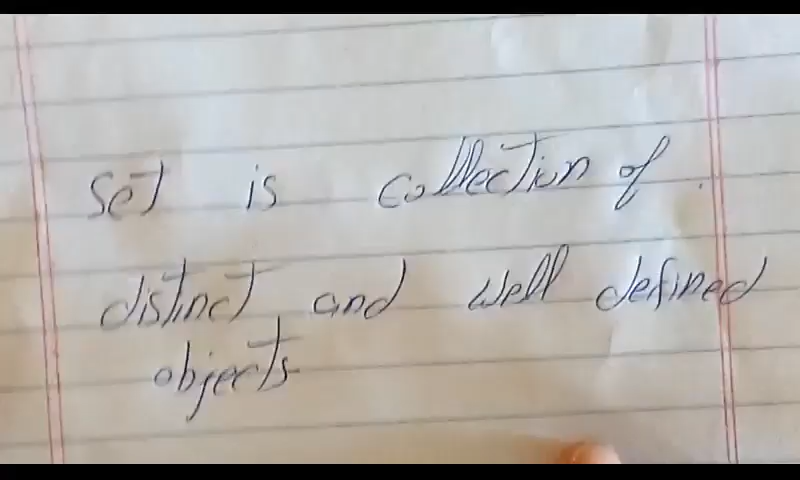 Set is collection of
distinct and well defined
objects